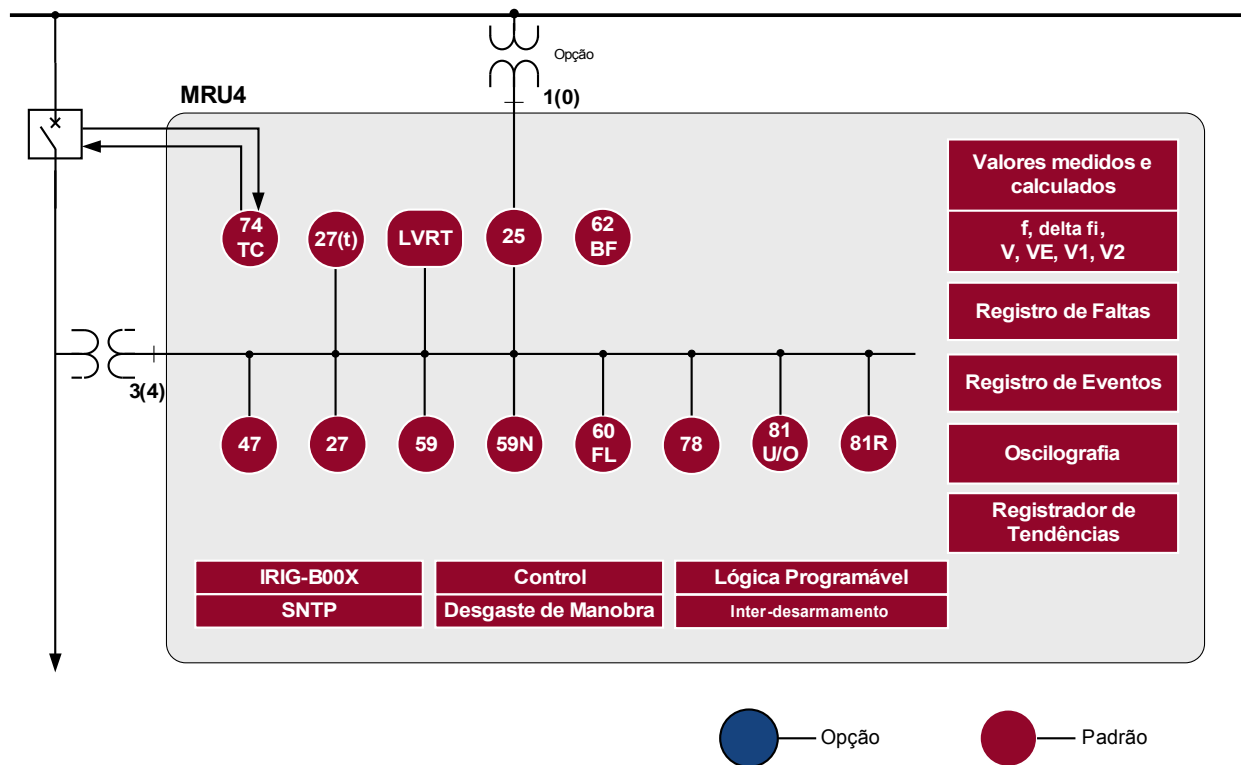 Opção
1(0)
MRU4
Valores medidos e
calculados
f, delta fi,
V, VE, V1, V2
74
TC
27(t)
LVRT
25
62
BF
Registro de Faltas
3(4)
Registro de Eventos
47
27
59
59N
60
FL
78
81
U/O
81R
Oscilografia
Registrador de
Tendências
IRIG-B00X
Control
Lógica Programável
SNTP
Desgaste de Manobra
Inter-desarmamento
Opção
Padrão